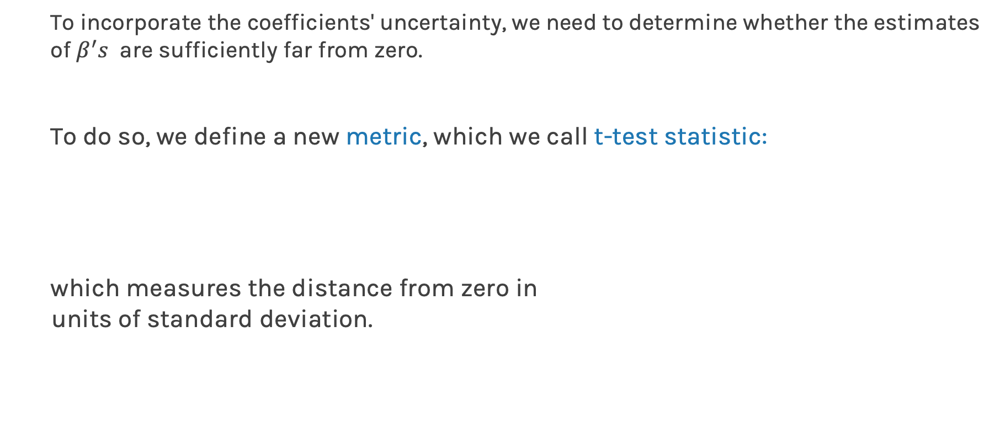 To incorporate the coefficients' uncertainty, we need to determine whether the estimates
of β′s are sufficiently far from zero.
To do so, we define a new metric, which we call t-test statistic:
which measures the distance from zero in
units of standard deviation.